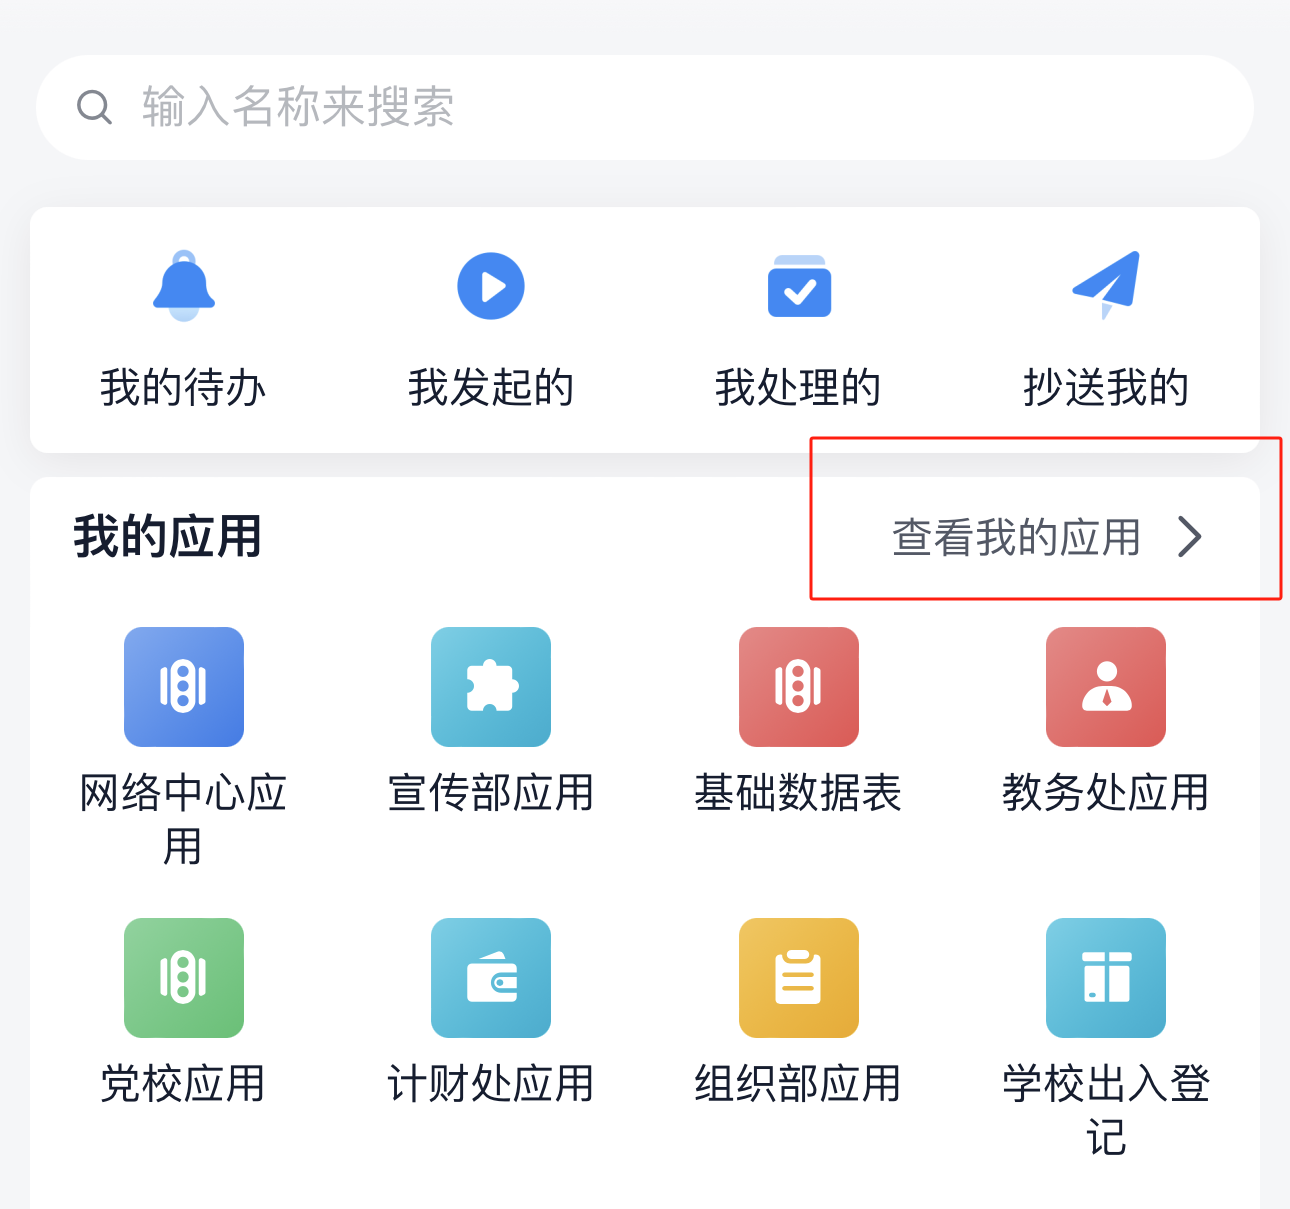 输入名称来搜索
我的待办 我发起的 我处理的 抄送我的
我的应用 查看我的应用
网络中心应用 宣传部应用 基础数据表 教务处应用
党校应用 计财处应用 组织部应用 学校出入登记